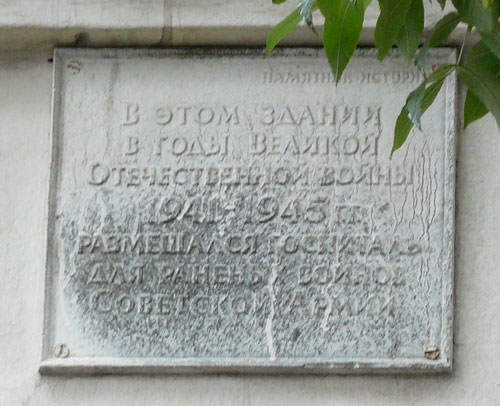 Памятник истории
В этом здании
в годы Великой
Отечественной войны
1941-1945 гг.
размещался госпиталь
для раненых воинов
Советской Армии